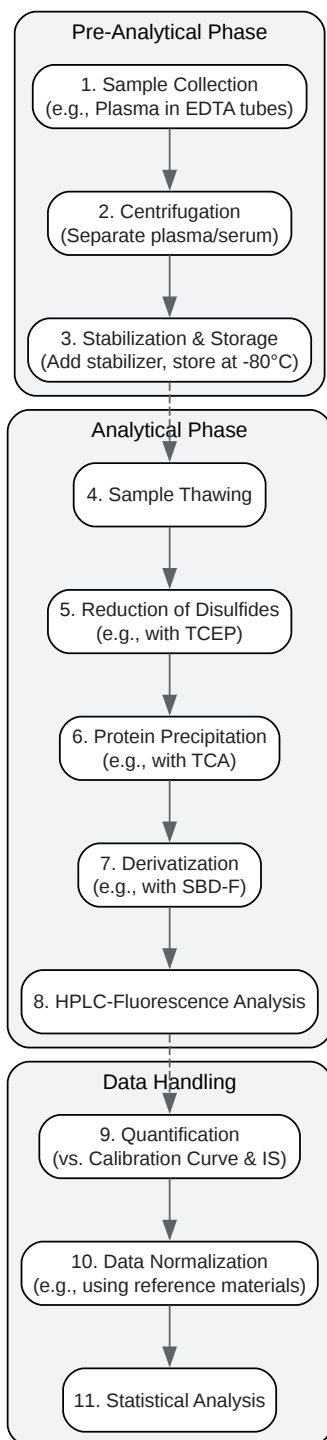 Pre-Analytical Phase
1. Sample Collection
(e.g., Plasma in EDTA tubes)
2. Centrifugation
(Separate plasma/serum)
3. Stabilization & Storage
(Add stabilizer, store at -80°C)
Analytical Phase
4. Sample Thawing
5. Reduction of Disulfides
(e.g., with TCEP)
6. Protein Precipitation
(e.g., with TCA)
7. Derivatization
(e.g., with SBD-F)
8. HPLC-Fluorescence Analysis
Data Handling
9. Quantification
(vs. Calibration Curve & IS)
10. Data Normalization
(e.g., using reference materials)
11. Statistical Analysis